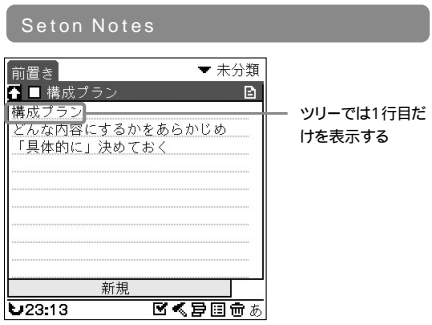 Seton Notes
前置き
▼ 未分類
構成プラン
構成プラン
どんな内容にするかをあらかじめ
「具体的に」決めておく
ツリーでは1行目だ
けを表示する
新規
23:13
あ